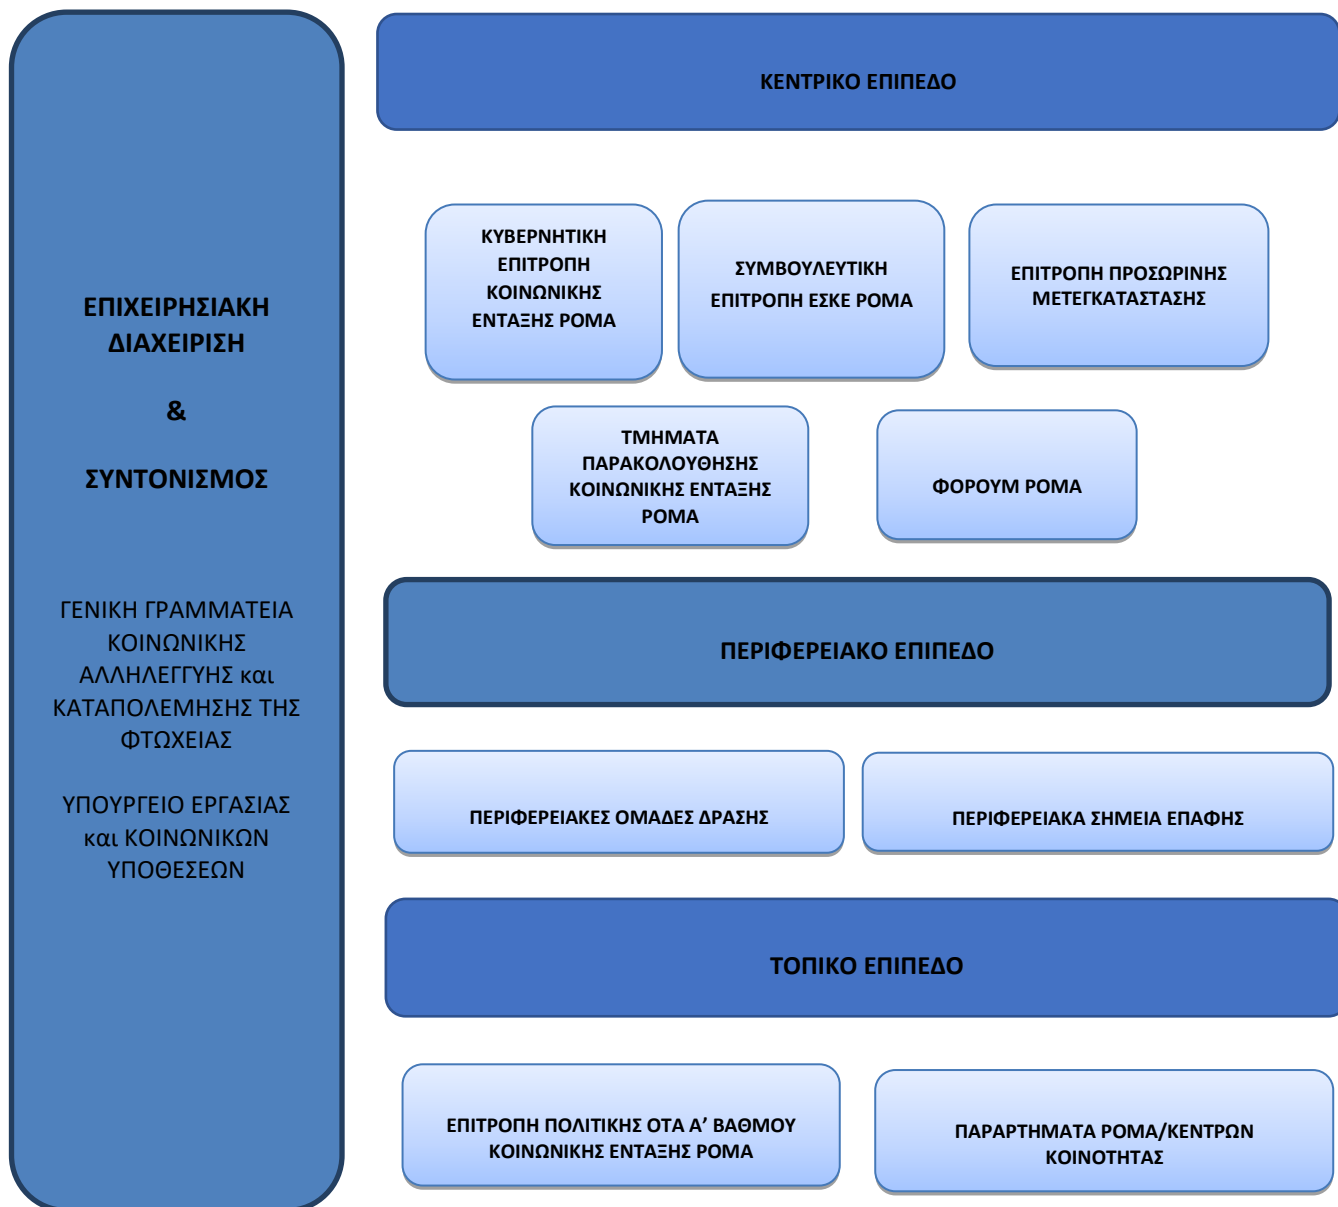 ΕΠΙΧΕΙΡΗΣΙΑΚΗ
ΔΙΑΧΕΙΡΙΣΗ
&
ΣΥΝΤΟΝΙΣΜΟΣ
ΓΕΝΙΚΗ ΓΡΑΜΜΑΤΕΙΑ
ΚΟΙΝΩΝΙΚΗΣ
ΑΛΛΗΛΕΓΓΥΗΣ και
ΚΑΤΑΠΟΛΕΜΗΣΗΣ ΤΗΣ
ΦΤΩΧΕΙΑΣ
ΥΠΟΥΡΓΕΙΟ ΕΡΓΑΣΙΑΣ
και ΚΟΙΝΩΝΙΚΩΝ
ΥΠΟΘΕΣΕΩΝ
ΚΕΝΤΡΙΚΟ ΕΠΙΠΕΔΟ
ΚΥΒΕΡΝΗΤΙΚΗ
ΕΠΙΤΡΟΠΗ
ΚΟΙΝΩΝΙΚΗΣ
ΕΝΤΑΞΗΣ ΡΟΜΑ
ΣΥΜΒΟΥΛΕΥΤΙΚΗ
ΕΠΙΤΡΟΠΗ ΕΣΚΕ ΡΟΜΑ
ΕΠΙΤΡΟΠΗ ΠΡΟΣΩΡΙΝΗΣ
ΜΕΤΕΓΚΑΤΑΣΤΑΣΗΣ
ΤΜΗΜΑΤΑ
ΠΑΡΑΚΟΛΟΥΘΗΣΗΣ
ΚΟΙΝΩΝΙΚΗΣ ΕΝΤΑΞΗΣ
ΡΟΜΑ
ΦΟΡΟΥΜ ΡΟΜΑ
ΠΕΡΙΦΕΡΕΙΑΚΟ ΕΠΙΠΕΔΟ
ΠΕΡΙΦΕΡΕΙΑΚΕΣ ΟΜΑΔΕΣ ΔΡΑΣΗΣ
ΠΕΡΙΦΕΡΕΙΑΚΑ ΣΗΜΕΙΑ ΕΠΑΦΗΣ
ΤΟΠΙΚΟ ΕΠΙΠΕΔΟ
ΕΠΙΤΡΟΠΗ ΠΟΛΙΤΙΚΗΣ ΟΤΑ Α’ ΒΑΘΜΟΥ
ΚΟΙΝΩΝΙΚΗΣ ΕΝΤΑΞΗΣ ΡΟΜΑ
ΠΑΡΑΡΤΗΜΑΤΑ ΡΟΜΑ/ΚΕΝΤΡΩΝ
ΚΟΙΝΟΤΗΤΑΣ